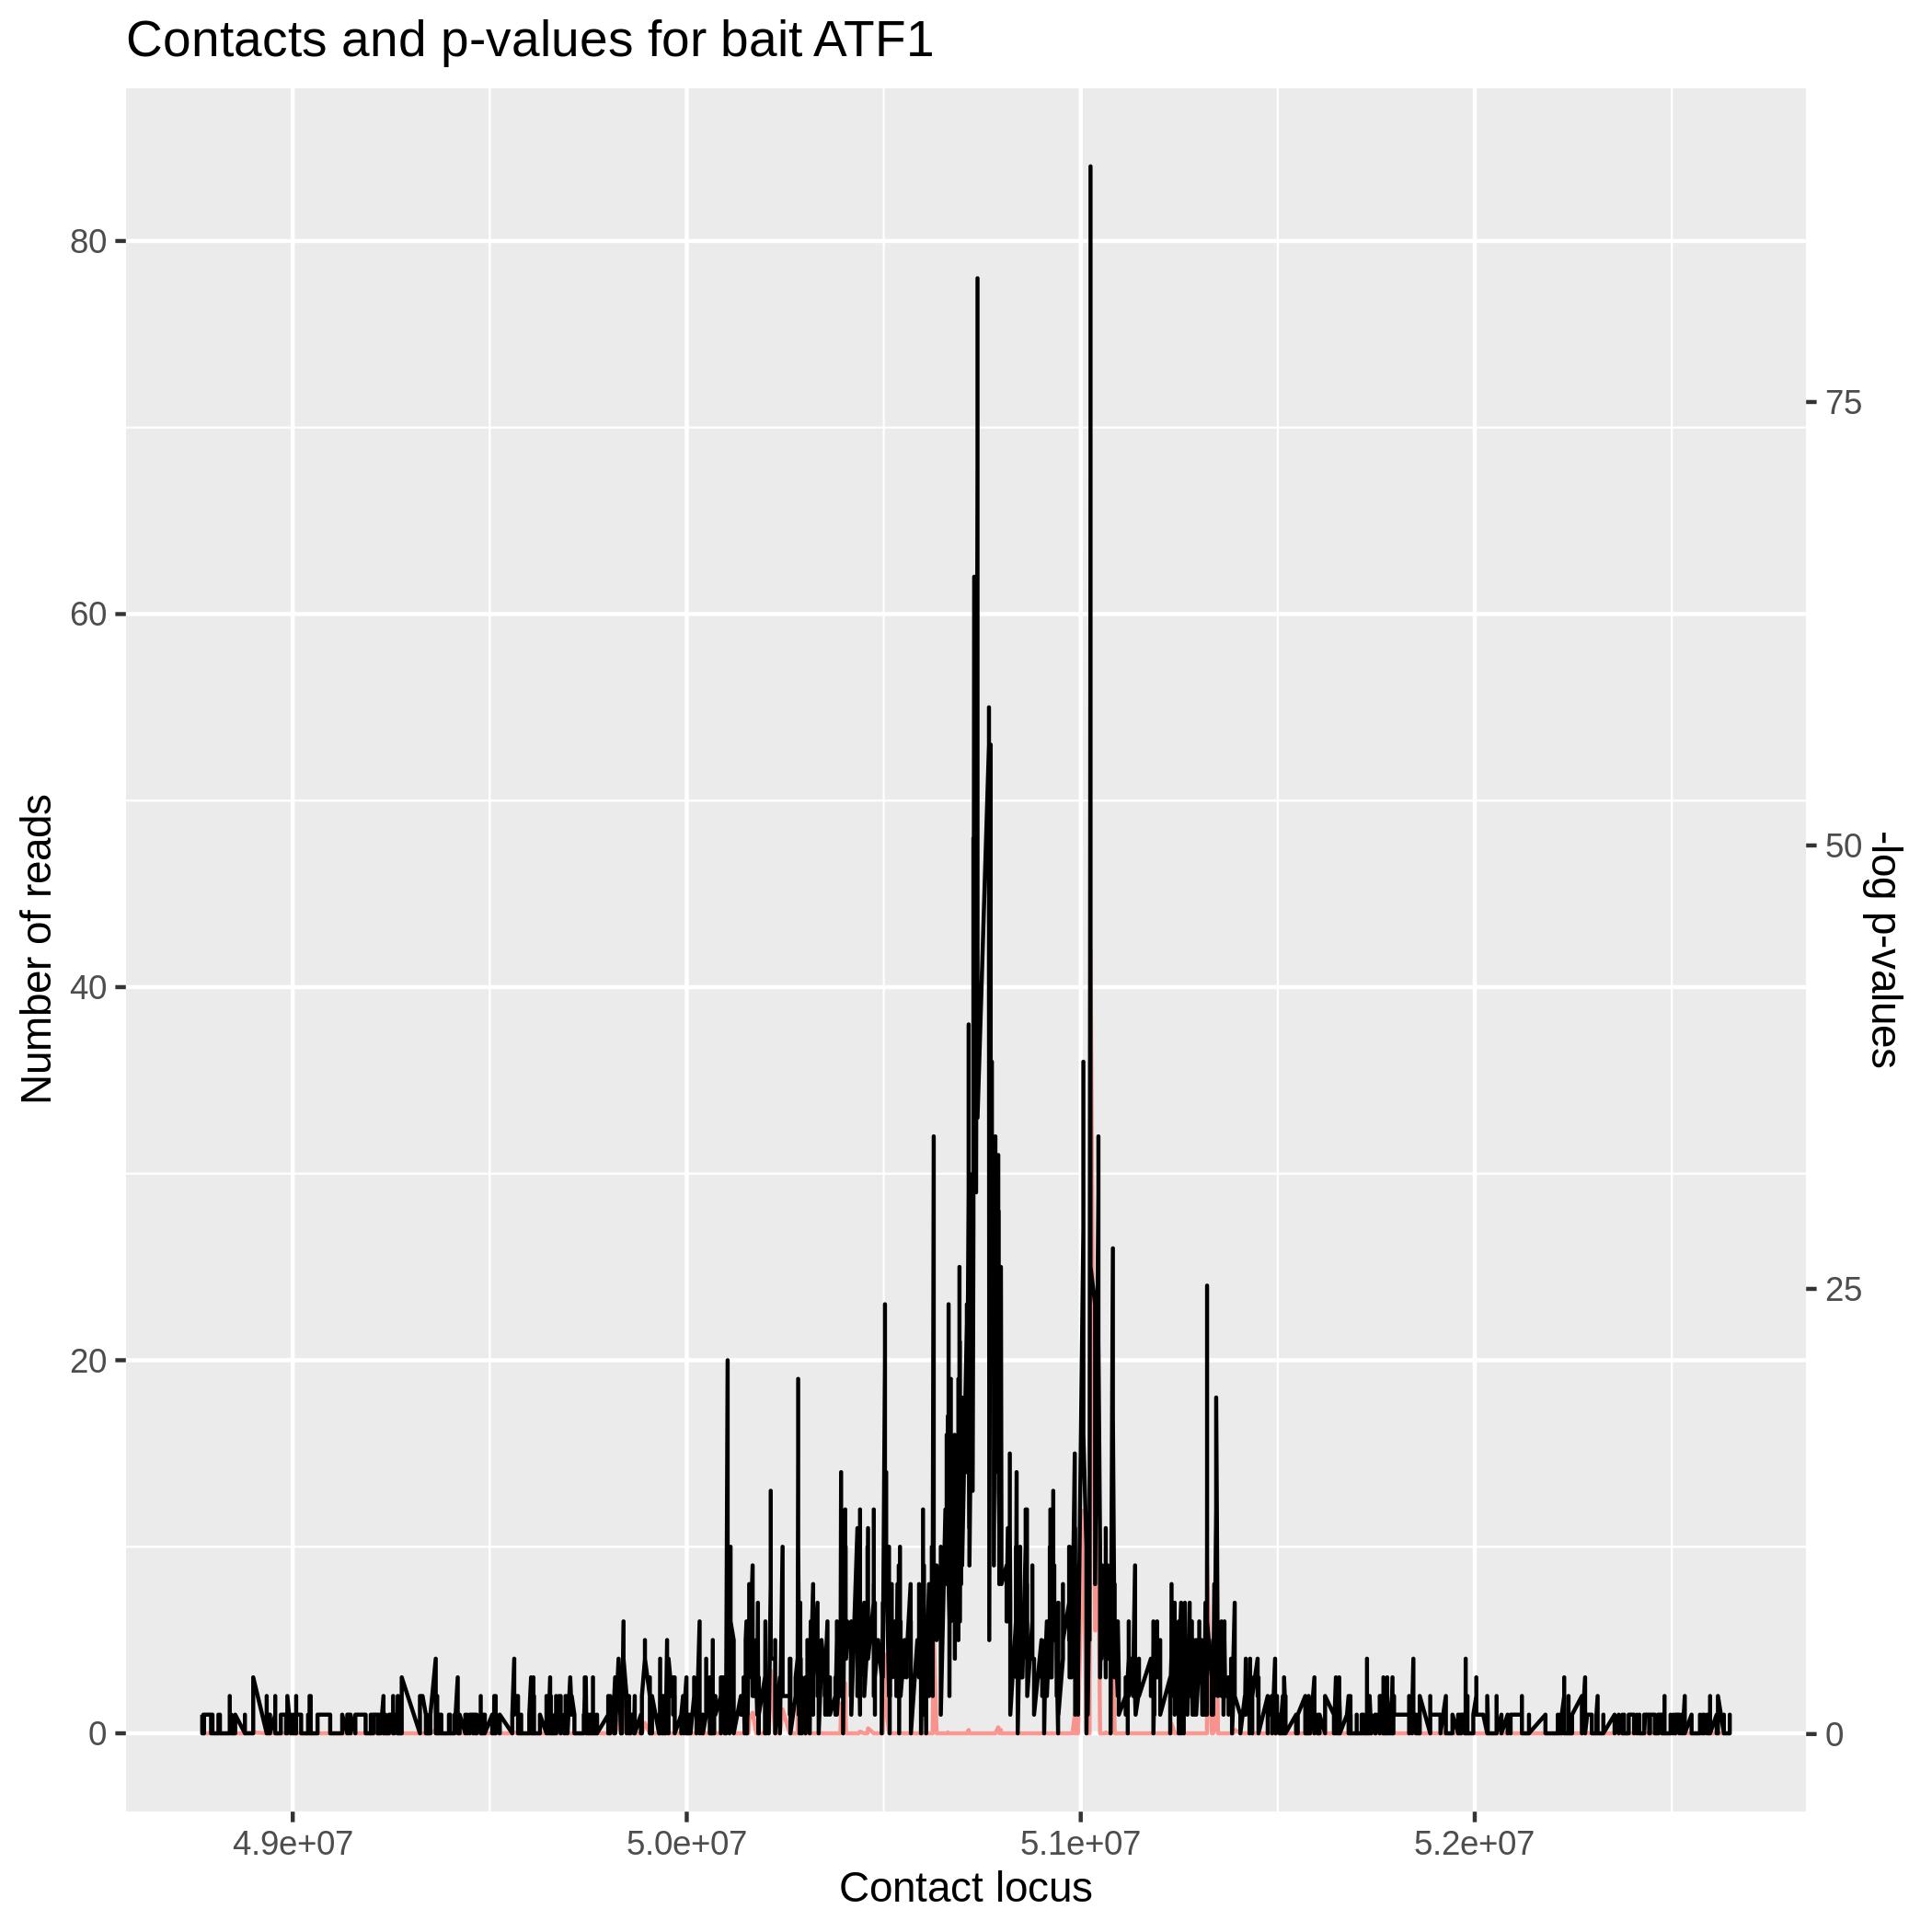 Contacts and p-values for bait ATF1
80
60
40
20
0
Number of reads
75
50
25
0
-log p-values
4.9e+07
5.0e+07
5.1e+07
5.2e+07
Contact locus